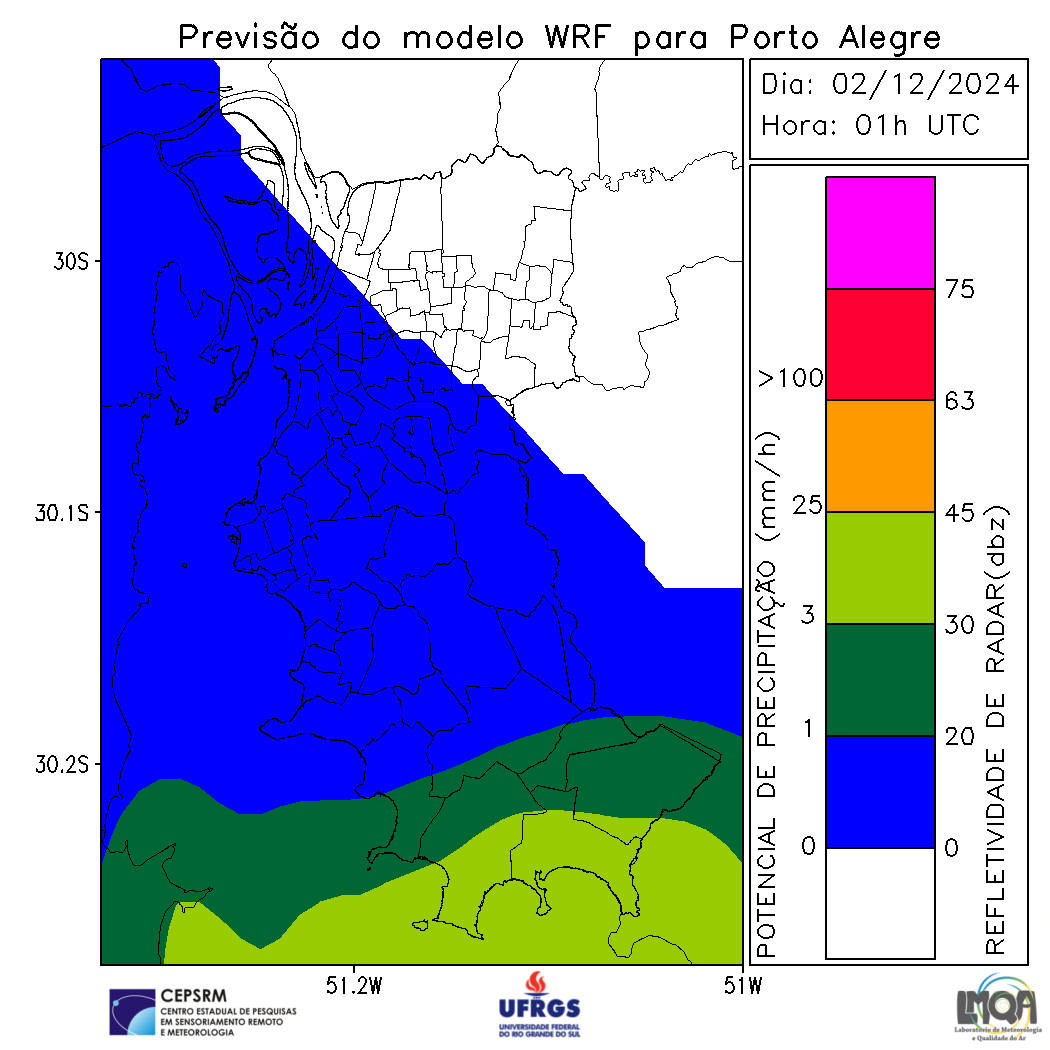 Previsão do modelo WRF para Porto Alegre
Dia: 02/12/2024
Hora: 01h UTC
30S
30.1S
30.2S
51.2W
51W
POTENCIAL DE PRECIPITAÇÃO (mm/h)
>100
25
3
1
0
75
63
45
30
20
0
REFLETIVIDADE DE RADAR(dbz)
CEPSRM
CENTRO ESTADUAL DE PESQUISAS
EM SENSORIAMENTO REMOTO
E METEOROLOGIA
UFRGS
UNIVERSIDADE FEDERAL
DO RIO GRANDE DO SUL
LMQA
Laboratório de Meteorologia
e Qualidade do Ar